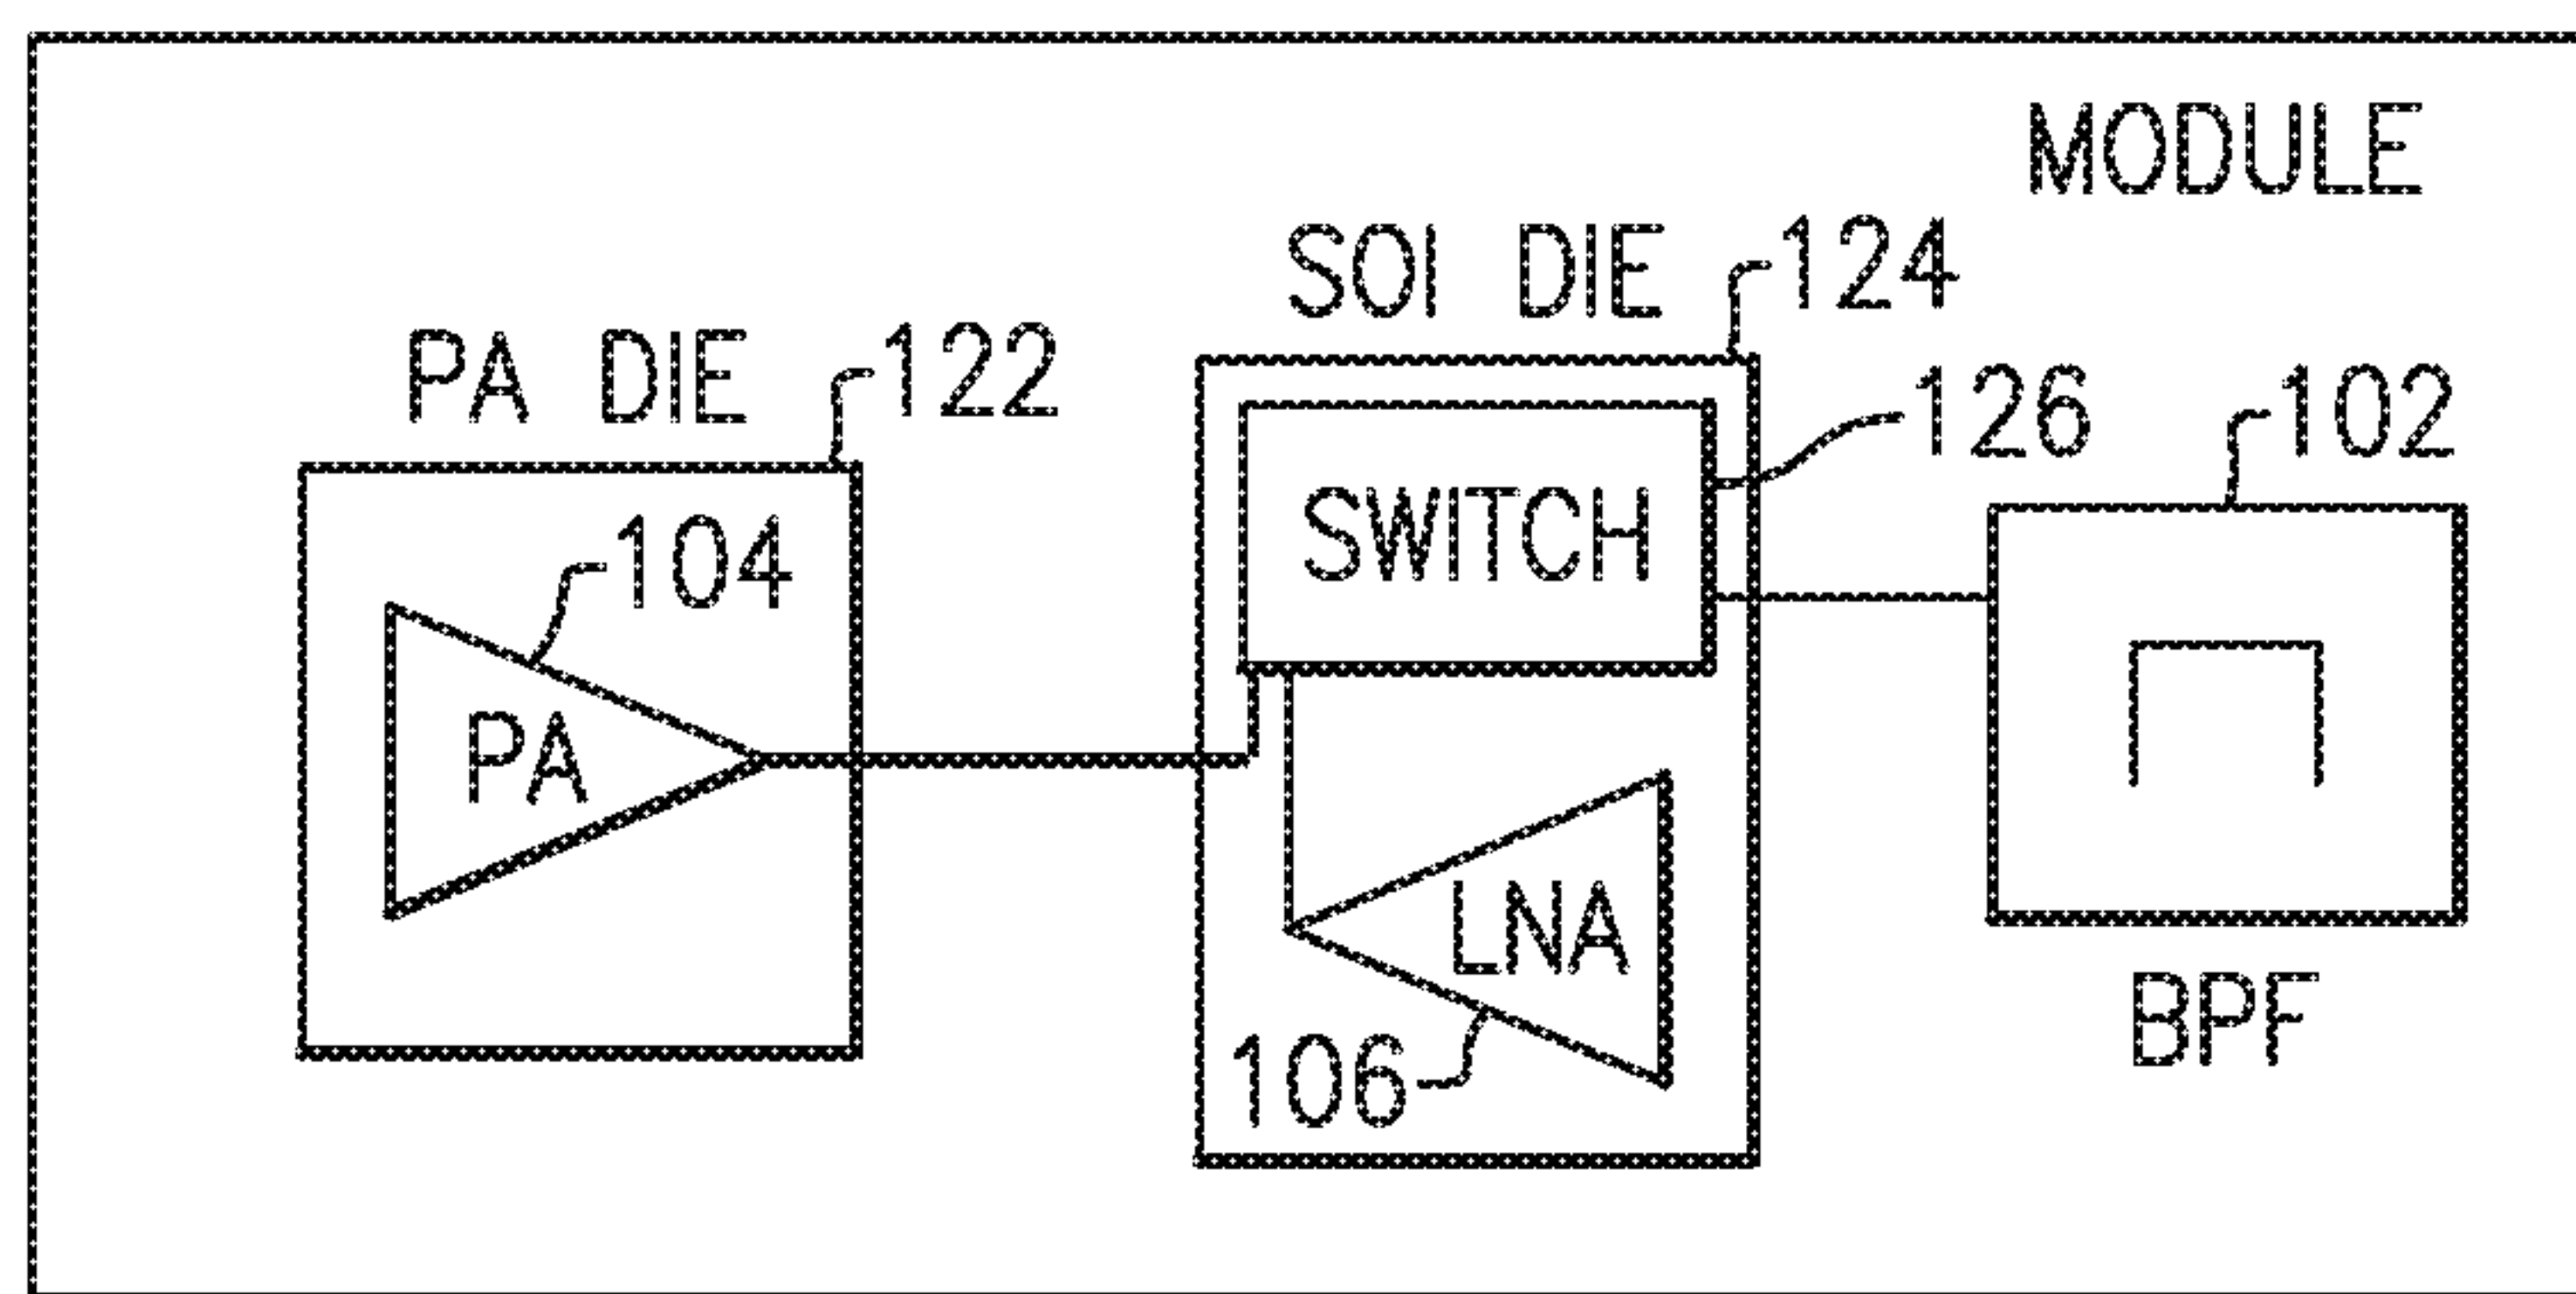 MODULE
SOI DIE
124
PA DIE
122
126
102
SWITCH
104
PA
LNA
106
BPF